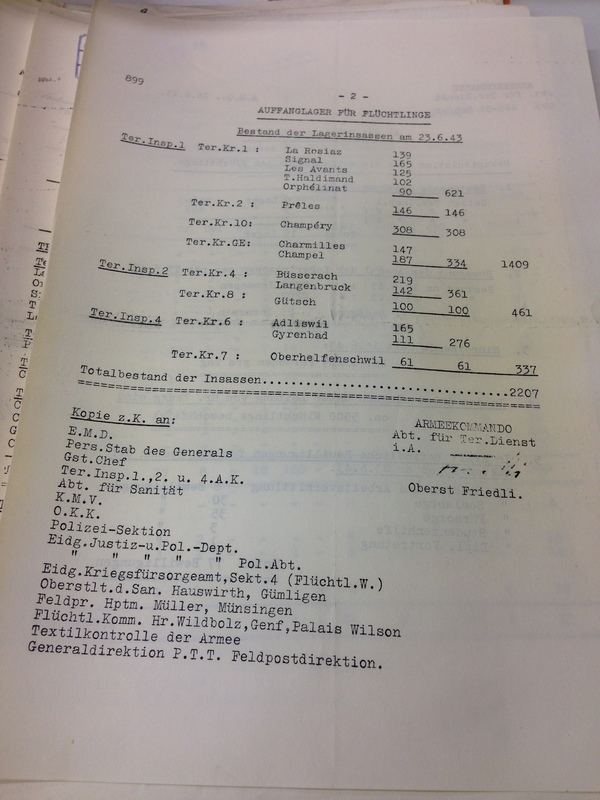 899
- 2 -
AUFFANGLAGER FÜR FLÜCHTLINGE
Bestand der Lagerinsassen am 23.6.43
Ter.Insp.1 Ter.Kr.1 : La Rosiaz 139
Signal 165
Les Avants 125
T.Haldimand 102
Orphélinat 90 621
Ter.Kr.2 : Prêles 146 146
Ter.Kr.10: Champéry 308 308
Ter.Kr.GE: Charmilles 147
Champel 187 334 1409
Ter.Insp.2 Ter.Kr.4 : Büsserach 219
Langenbruck 142 361
Ter.Kr.8 : Gütsch 100 100 461
Ter.Insp.4 Ter.Kr.6 : Adliswil 165
Gyrenbad 111 276
Ter.Kr.7 : Oberhelfenschwil 61 61 337
Totalbestand der Insassen..................................2207
Kopie z.K. an:
E.M.D.
Pers.Stab des Generals
Gst.Chef
Ter.Insp.1.,2. u. 4.A.K.
Abt. für Sanität
K.M.V.
O.K.K.
Polizei-Sektion
Eidg.Justiz-u.Pol.-Dept.
" " " " " Pol.Abt.
Eidg.Kriegsfürsorgeamt,Sekt.4 (Flüchtl.W.)
Oberstlt.d.San. Hauswirth, Gümligen
Feldpr. Hptm. Müller, Münsingen
Flüchtl.Komm. Hr.Wildbolz,Genf,Palais Wilson
Textilkontrolle der Armee
Generaldirektion P.T.T. Feldpostdirektion.
ARMEEKOMMANDO
Abt. für Ter.Dienst
i.A.
Oberst Friedli.